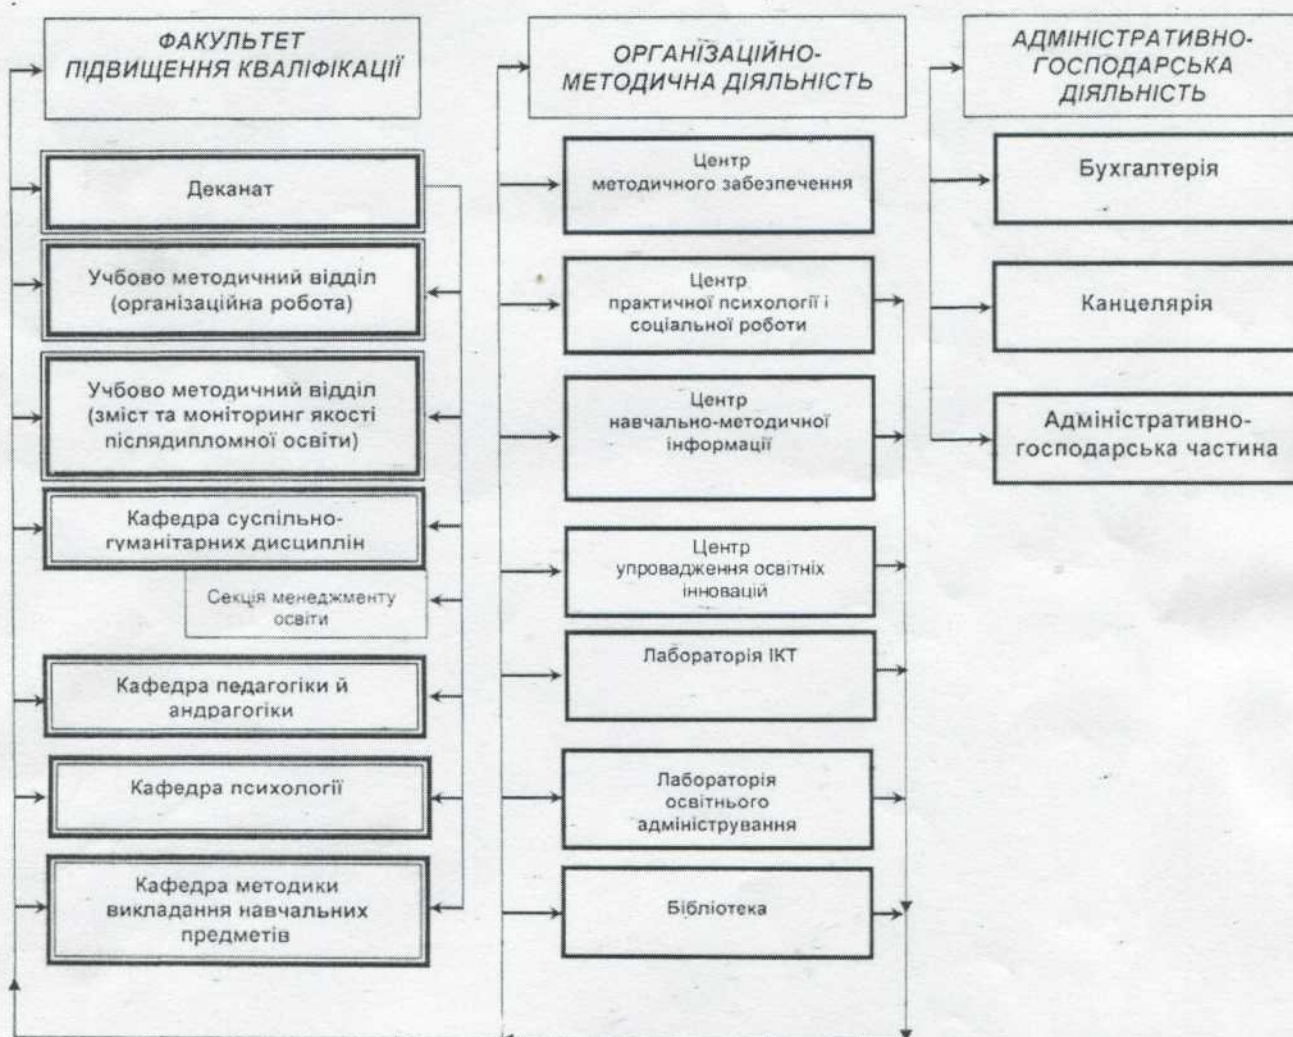 ФАКУЛЬТЕТ
ПІДВИЩЕННЯ КВАЛІФІКАЦІЇ
Деканат
Учбово методичний відділ
(організаційна робота)
Учбово методичний відділ
(зміст та моніторинг якості
післядипломної освіти)
Кафедра суспільно-
гуманітарних дисциплін
Секція менеджменту
освіти
Кафедра педагогіки й
андрагогіки
Кафедра психології
Кафедра методики
викладання навчальних
предметів
ОРГАНІЗАЦІЙНО-
МЕТОДИЧНА ДІЯЛЬНІСТЬ
Центр
методичного забезпечення
Центр
практичної психології і
соціальної роботи
Центр
навчально-методичної
інформації
Центр
упровадження освітніх
інновацій
Лабораторія ІКТ
Лабораторія
освітнього
адміністрування
Бібліотека
АДМІНІСТРАТИВНО-
ГОСПОДАРСЬКА
ДІЯЛЬНІСТЬ
Бухгалтерія
Канцелярія
Адміністративно-
господарська частина